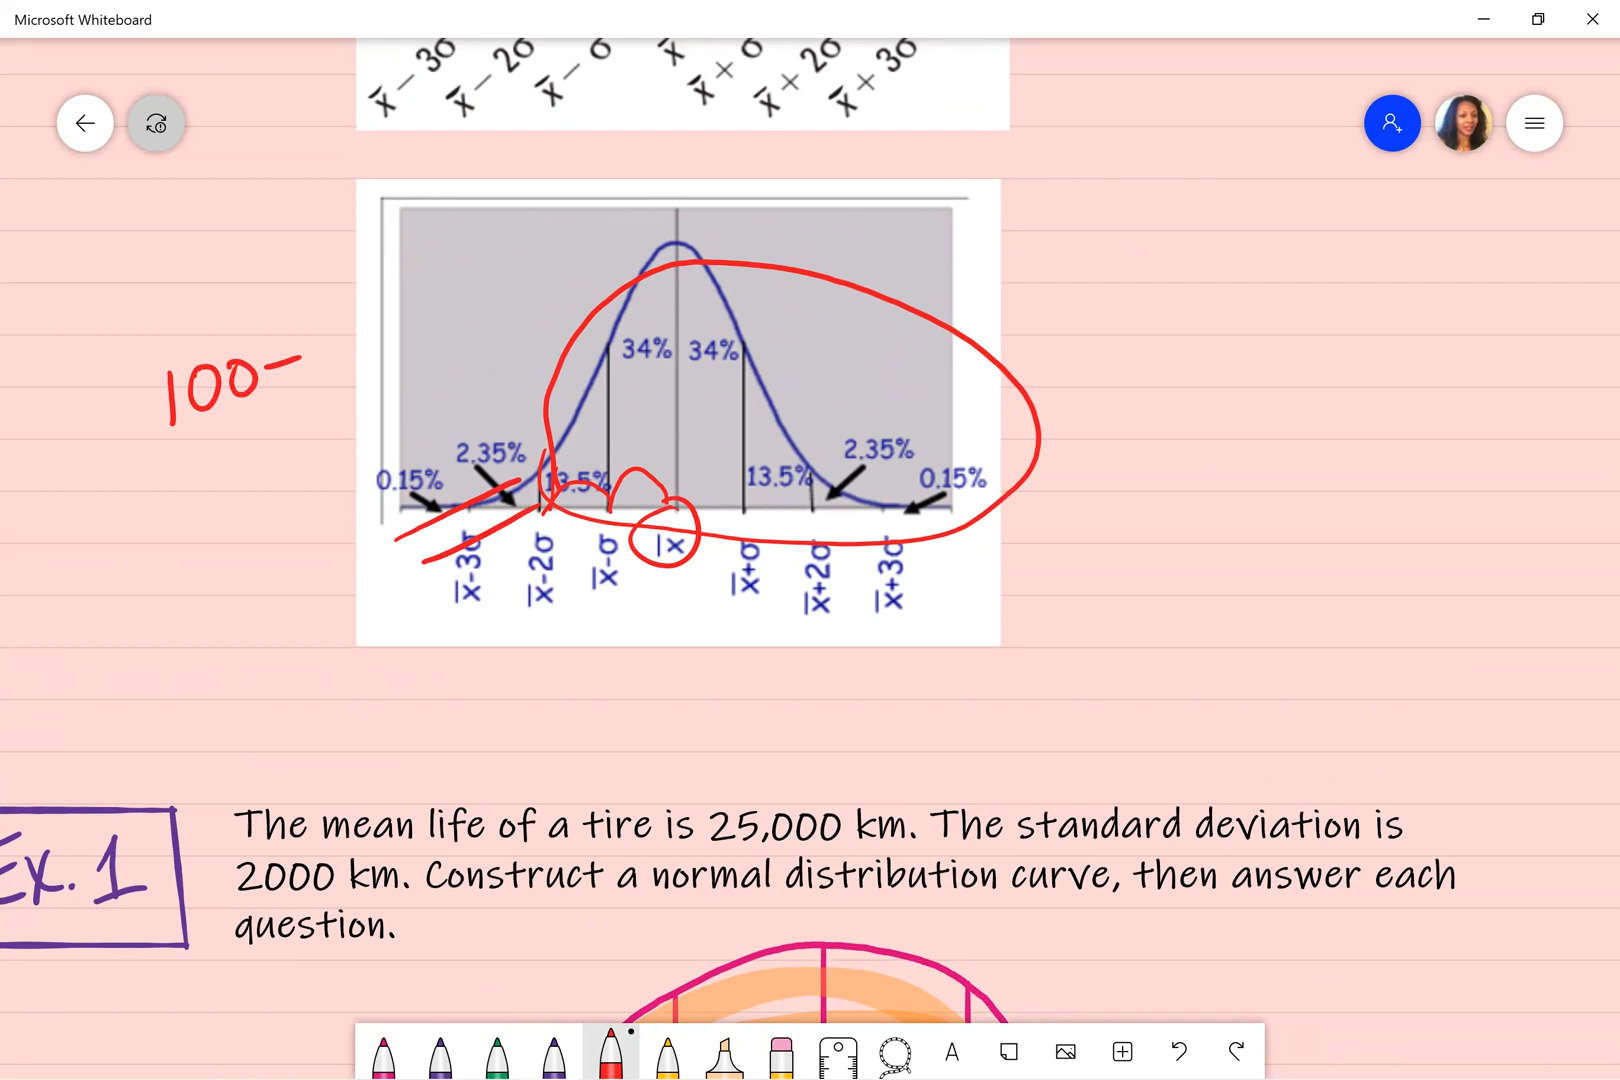 Microsoft Whiteboard
x̄ − 3σ x̄ − 2σ x̄ − σ x̄ x̄ + σ x̄ + 2σ x̄ + 3σ
34% 34%
100-
2.35% 2.35%
0.15% 13.5% 13.5% 0.15%
x̄-3σ x̄-2σ x̄-σ x̄ x̄+σ x̄+2σ x̄+3σ
Ex. 1
The mean life of a tire is 25,000 km. The standard deviation is
2000 km. Construct a normal distribution curve, then answer each
question.
A